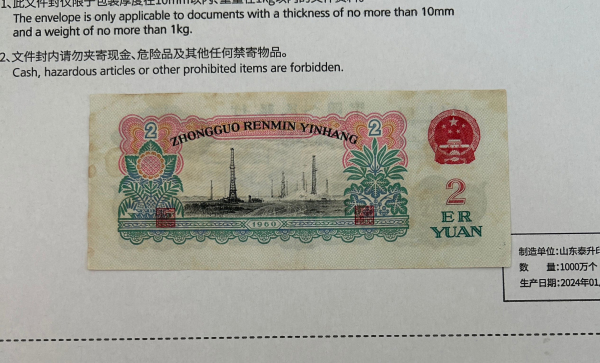 The envelope is only applicable to documents with a thickness of no more than 10mm
and a weight of no more than 1kg.
2、文件封内请勿夹寄现金、危险品及其他任何禁寄物品。
Cash, hazardous articles or other prohibited items are forbidden.
2
ZHONGGUO RENMIN YINHANG
2
2
ER
YUAN
1960
制造单位:山东泰升印
数 量:1000万个
生产日期:2024年01